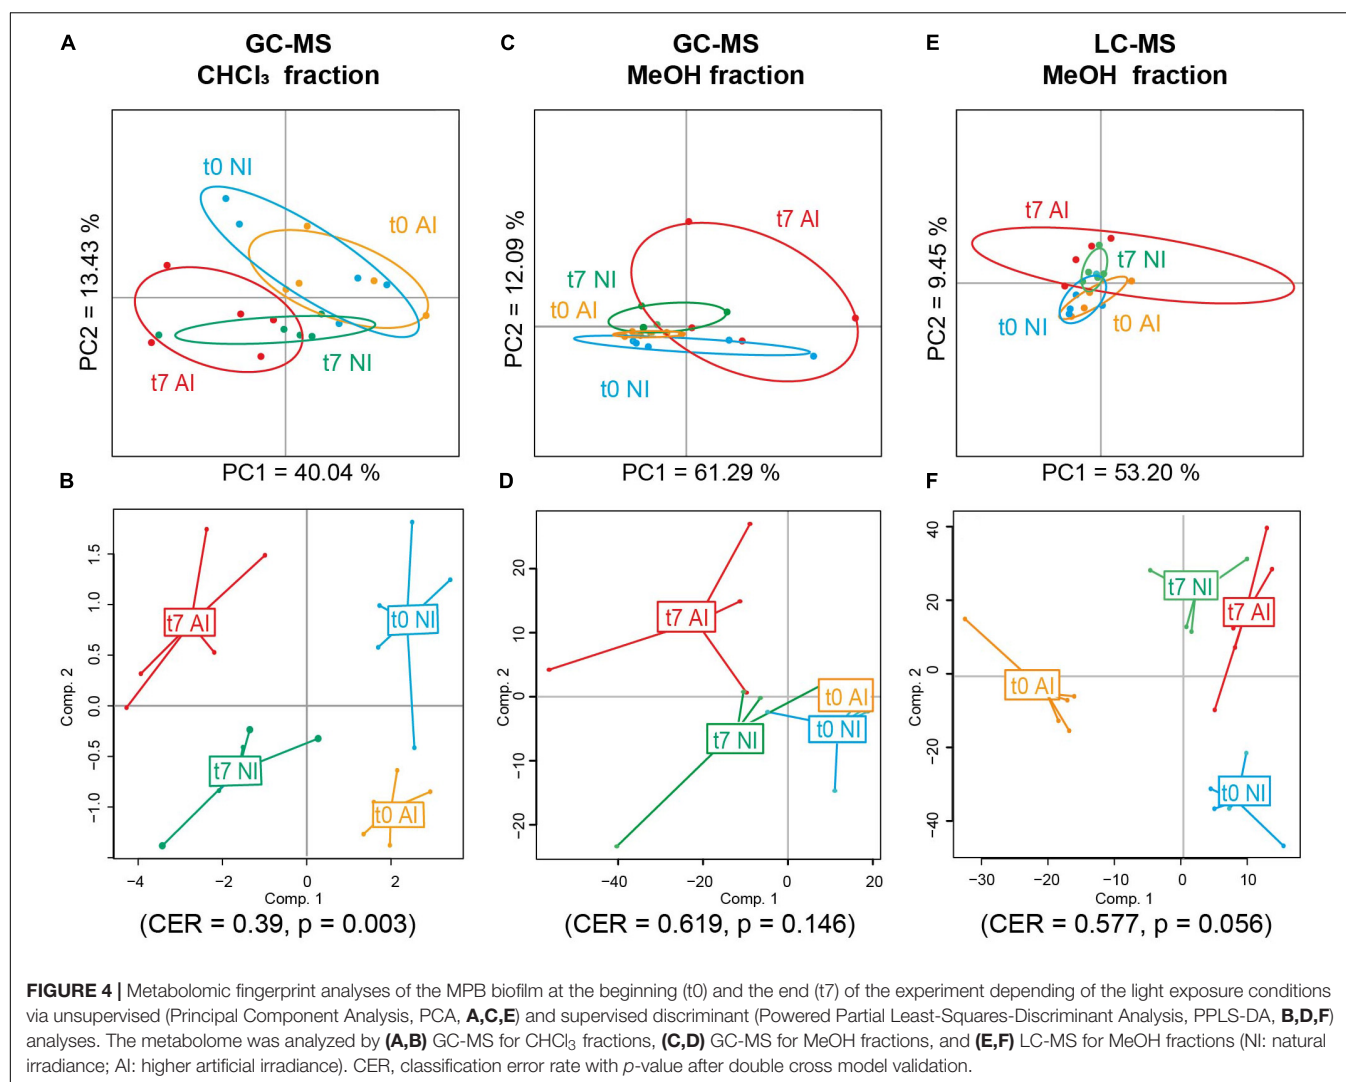 A
GC-MS
CHCl₃ fraction
C
GC-MS
MeOH fraction
E
LC-MS
MeOH fraction
t0 NI
t0 AI
t7 AI
t7 NI
PC2 = 13.43 %
PC1 = 40.04 %
t7 AI
t7 NI
t0 AI
t0 NI
PC2 = 12.09 %
PC1 = 61.29 %
t7 AI
t7 NI
t0 NI
t0 AI
PC2 = 9.45 %
PC1 = 53.20 %
B
t7 AI
t0 NI
t7 NI
t0 AI
Comp. 2
1.5
1.0
0.5
0.0
−0.5
−1.0
−4
−2
0
2
Comp. 1
(CER = 0.39, p = 0.003)
D
t7 AI
t0 AI
t0 NI
t7 NI
Comp. 2
20
10
0
−10
−20
−60
−40
−20
0
20
Comp. 1
(CER = 0.619, p = 0.146)
F
t7 NI
t7 AI
t0 AI
t0 NI
Comp. 2
40
20
0
−20
−40
−30
−20
−10
0
10
Comp. 1
(CER = 0.577, p = 0.056)
FIGURE 4 | Metabolomic fingerprint analyses of the MPB biofilm at the beginning (t0) and the end (t7) of the experiment depending of the light exposure conditions
via unsupervised (Principal Component Analysis, PCA, A,C,E) and supervised discriminant (Powered Partial Least-Squares-Discriminant Analysis, PPLS-DA, B,D,F)
analyses. The metabolome was analyzed by (A,B) GC-MS for CHCl₃ fractions, (C,D) GC-MS for MeOH fractions, and (E,F) LC-MS for MeOH fractions (NI: natural
irradiance; AI: higher artificial irradiance). CER, classification error rate with p-value after double cross model validation.